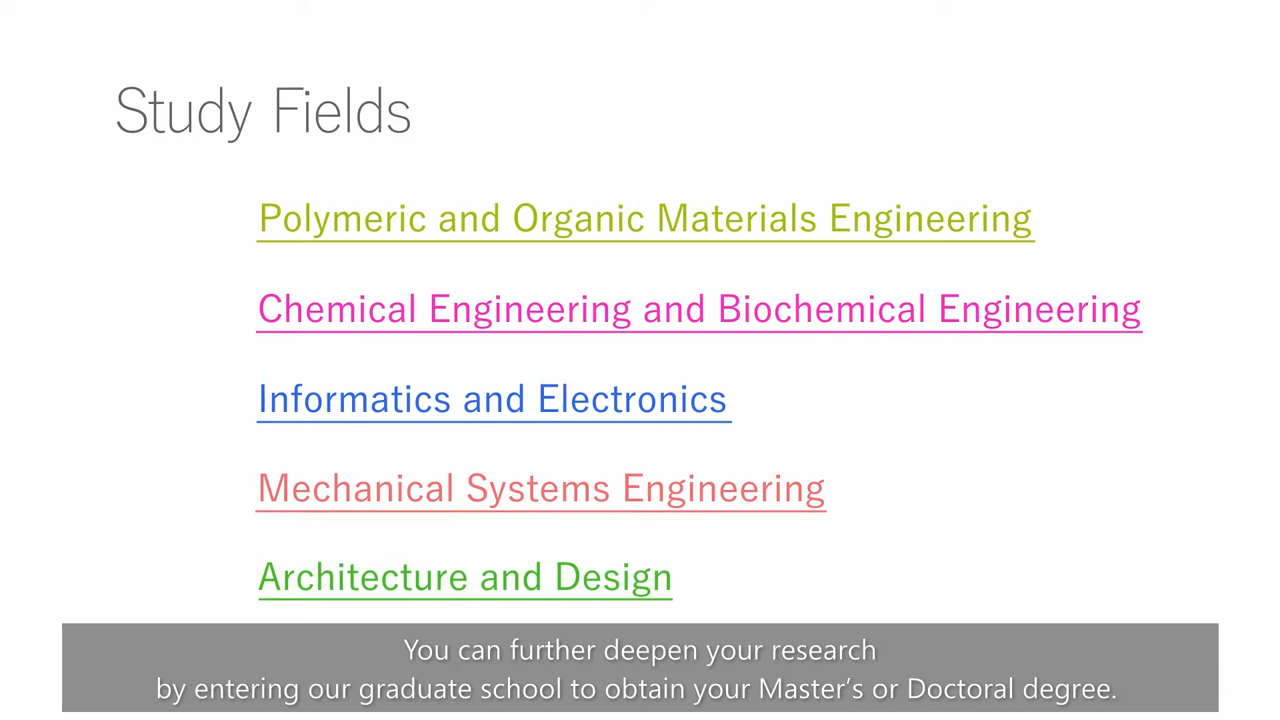 Study Fields
Polymeric and Organic Materials Engineering
Chemical Engineering and Biochemical Engineering
Informatics and Electronics
Mechanical Systems Engineering
Architecture and Design
You can further deepen your research
by entering our graduate school to obtain your Master's or Doctoral degree.